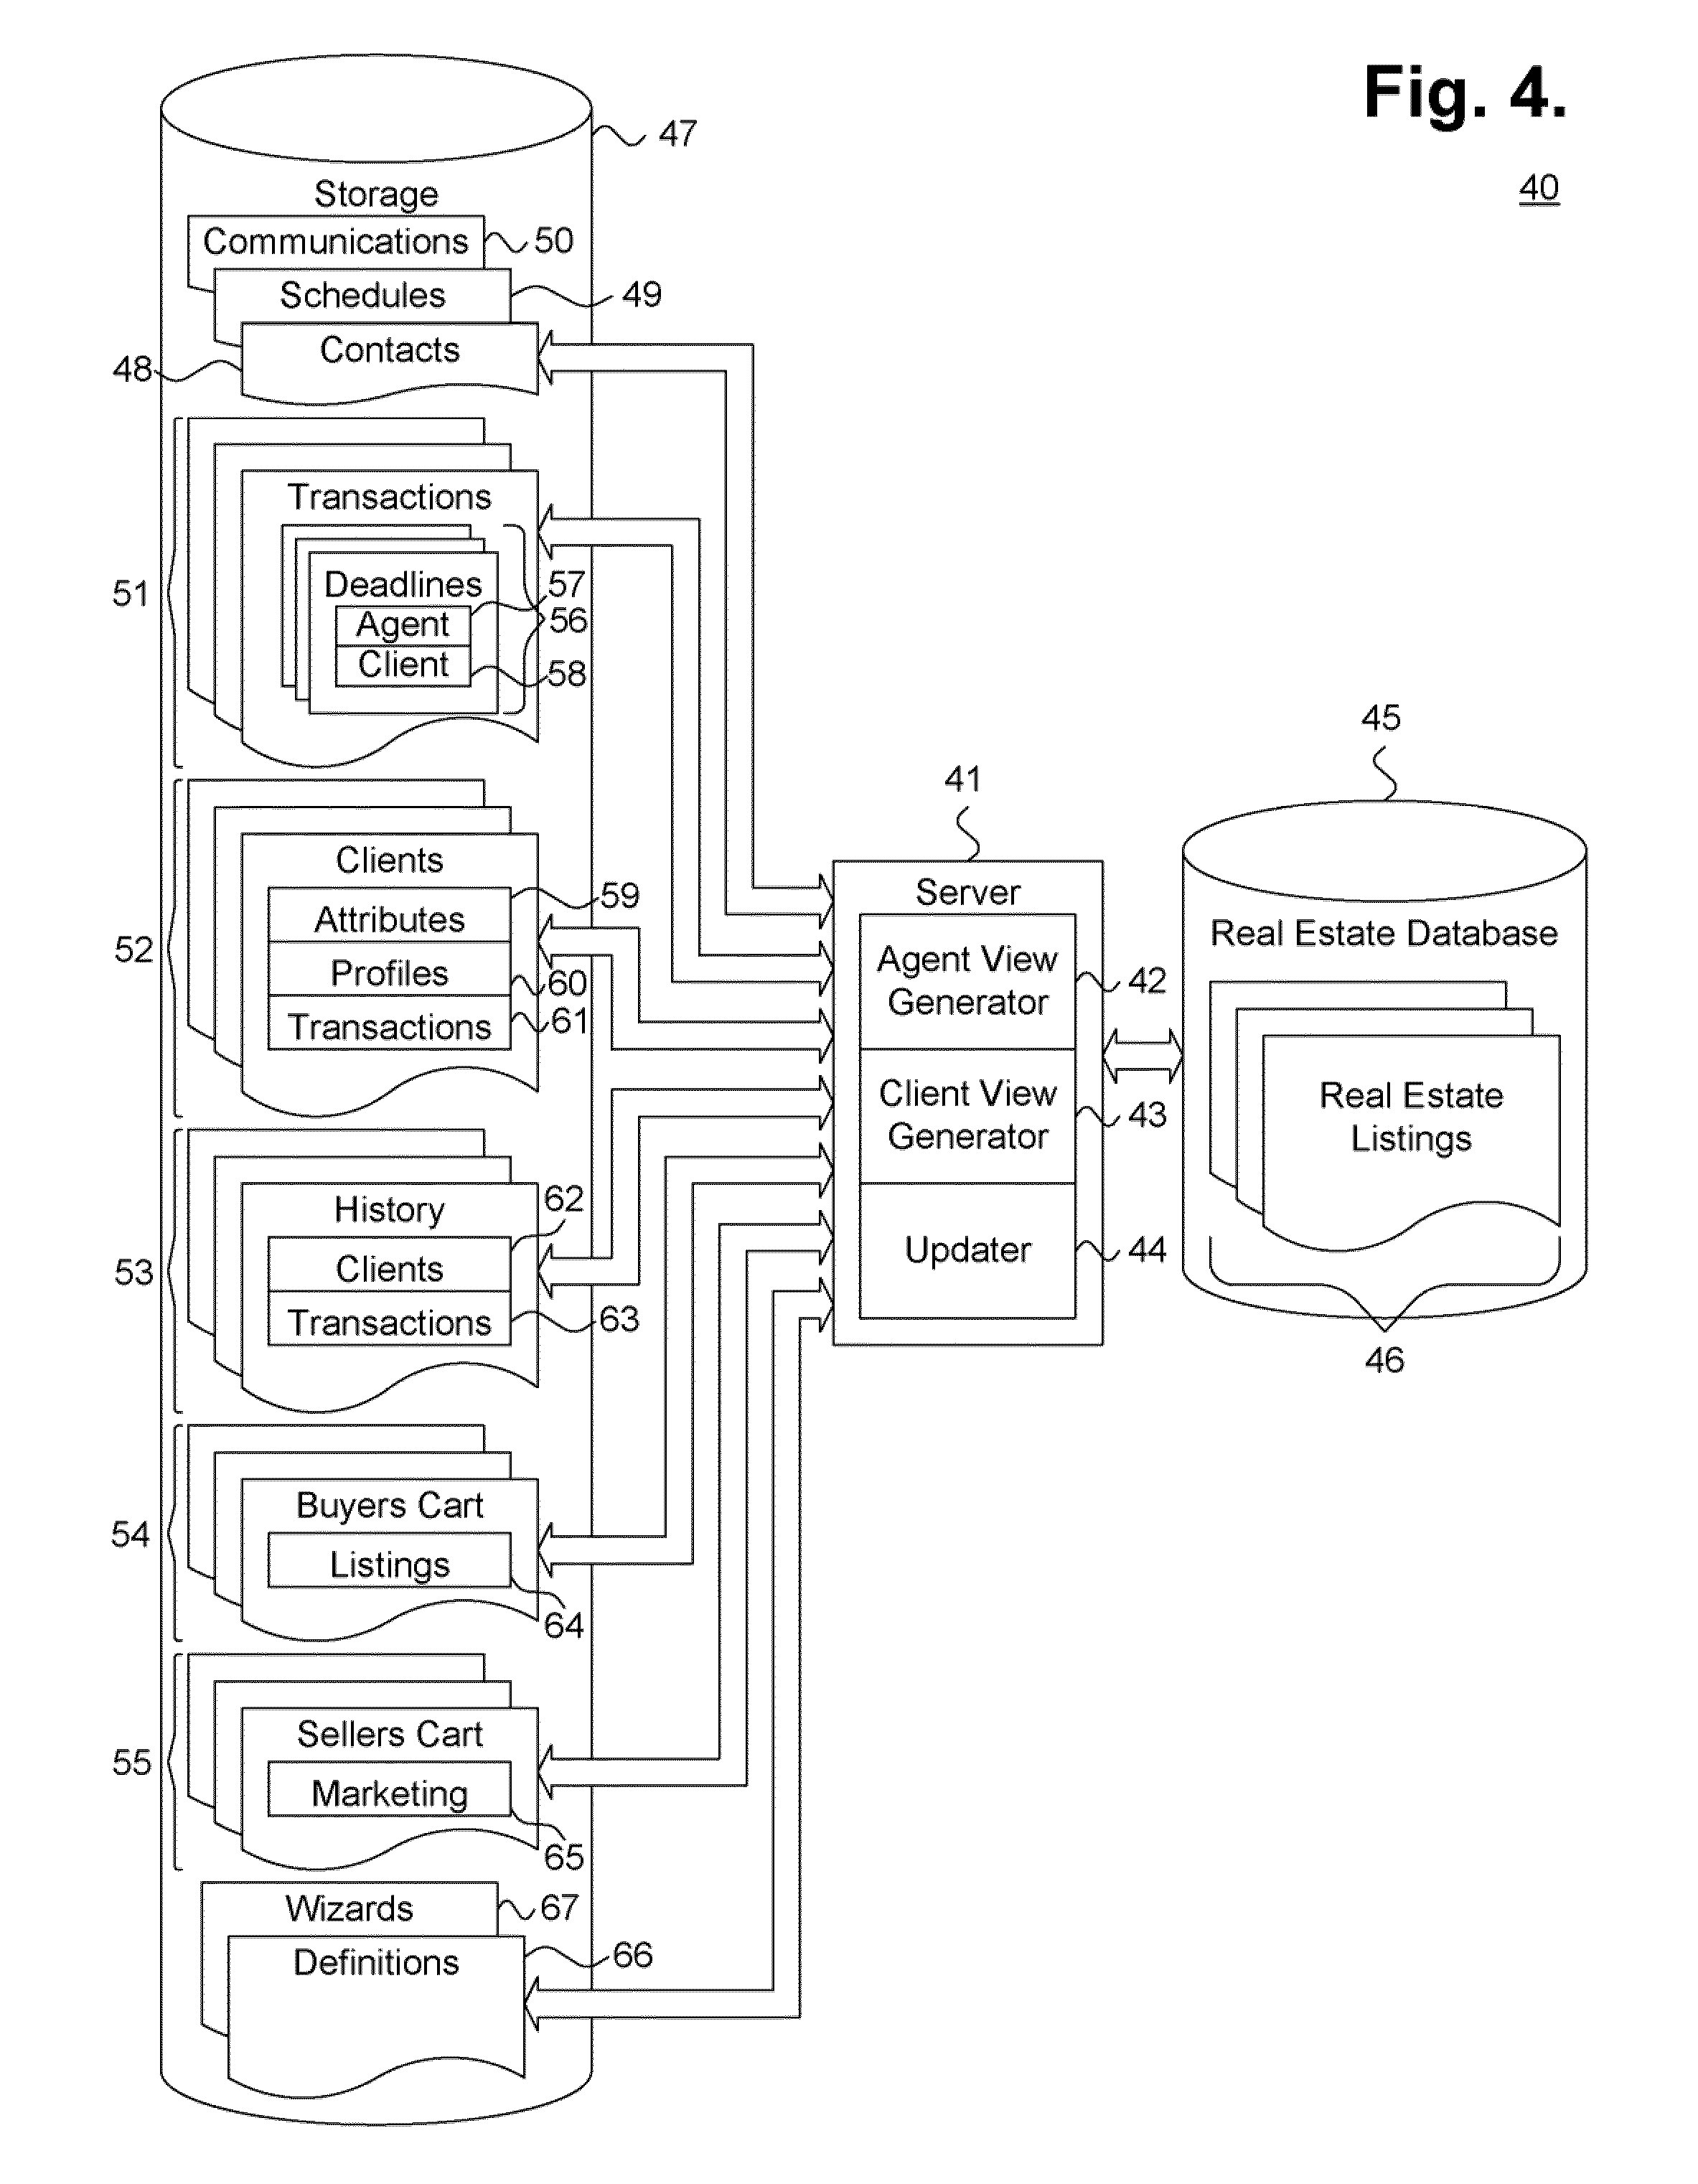 Fig. 4.
40
47
Storage
Communications
50
Schedules
49
Contacts
48
51
Transactions
Deadlines
57
Agent
56
Client
58
52
Clients
59
Attributes
Profiles
60
Transactions
61
53
History
62
Clients
Transactions
63
54
Buyers Cart
Listings
64
55
Sellers Cart
Marketing
65
Wizards
67
Definitions
66
41
Server
Agent View
Generator
42
Client View
Generator
43
Updater
44
45
Real Estate Database
Real Estate
Listings
46